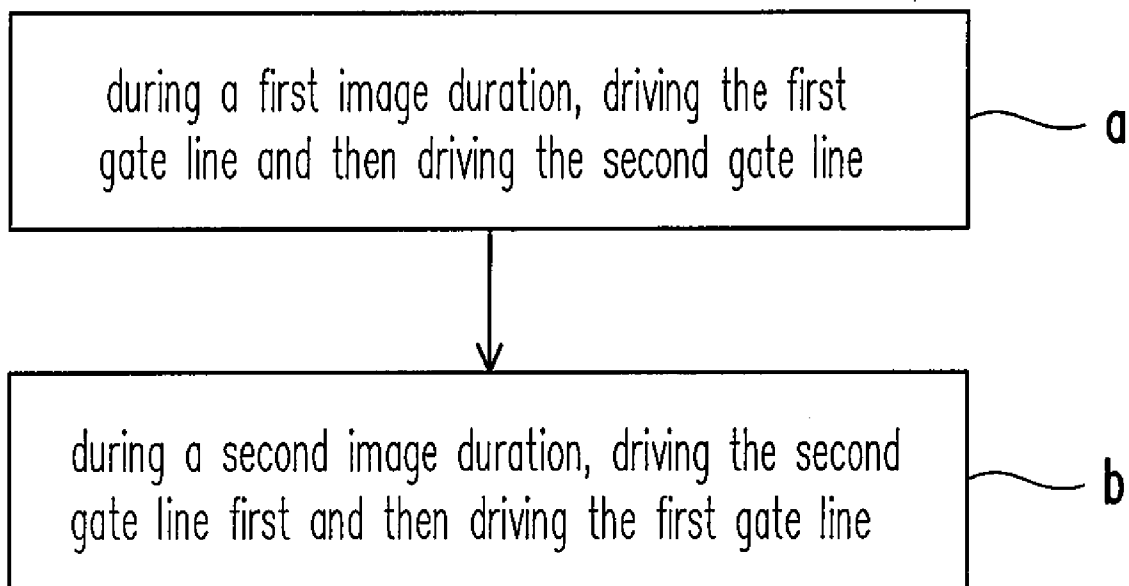 during a first image duration, driving the first
gate line and then driving the second gate line
a
during a second image duration, driving the second
gate line first and then driving the first gate line
b